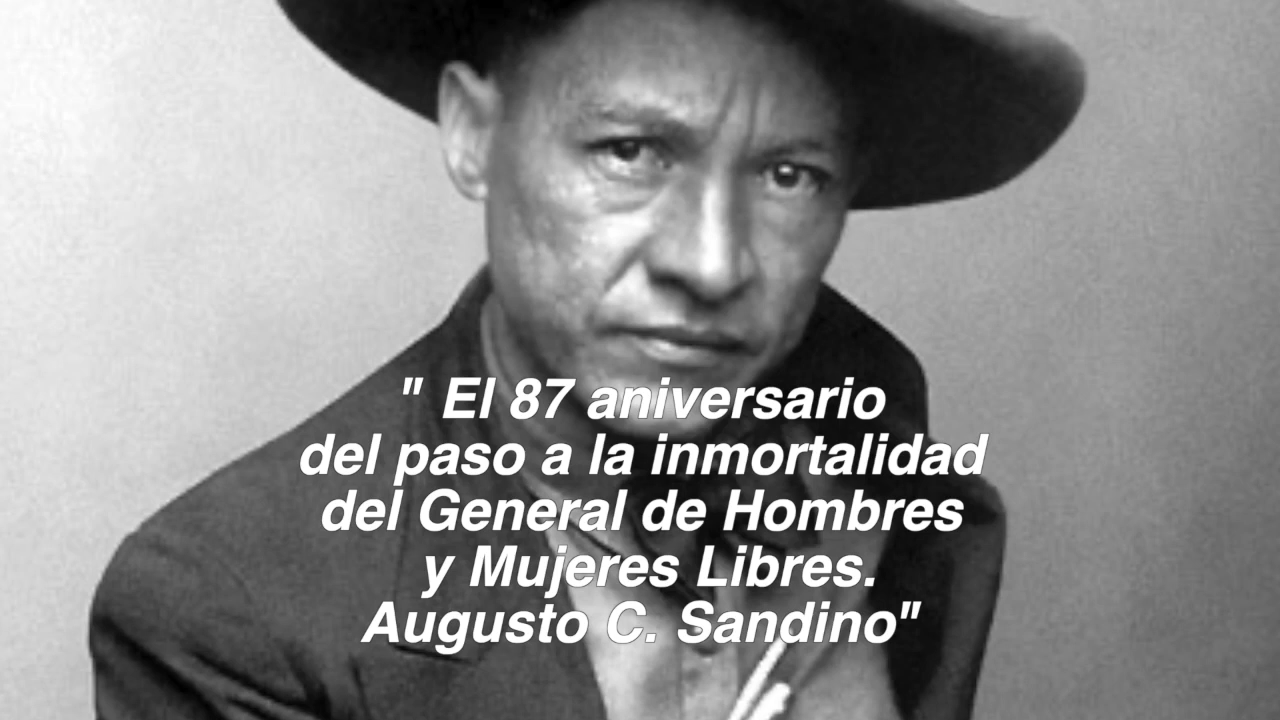 " El 87 aniversario
del paso a la inmortalidad
del General de Hombres
y Mujeres Libres.
Augusto C. Sandino"